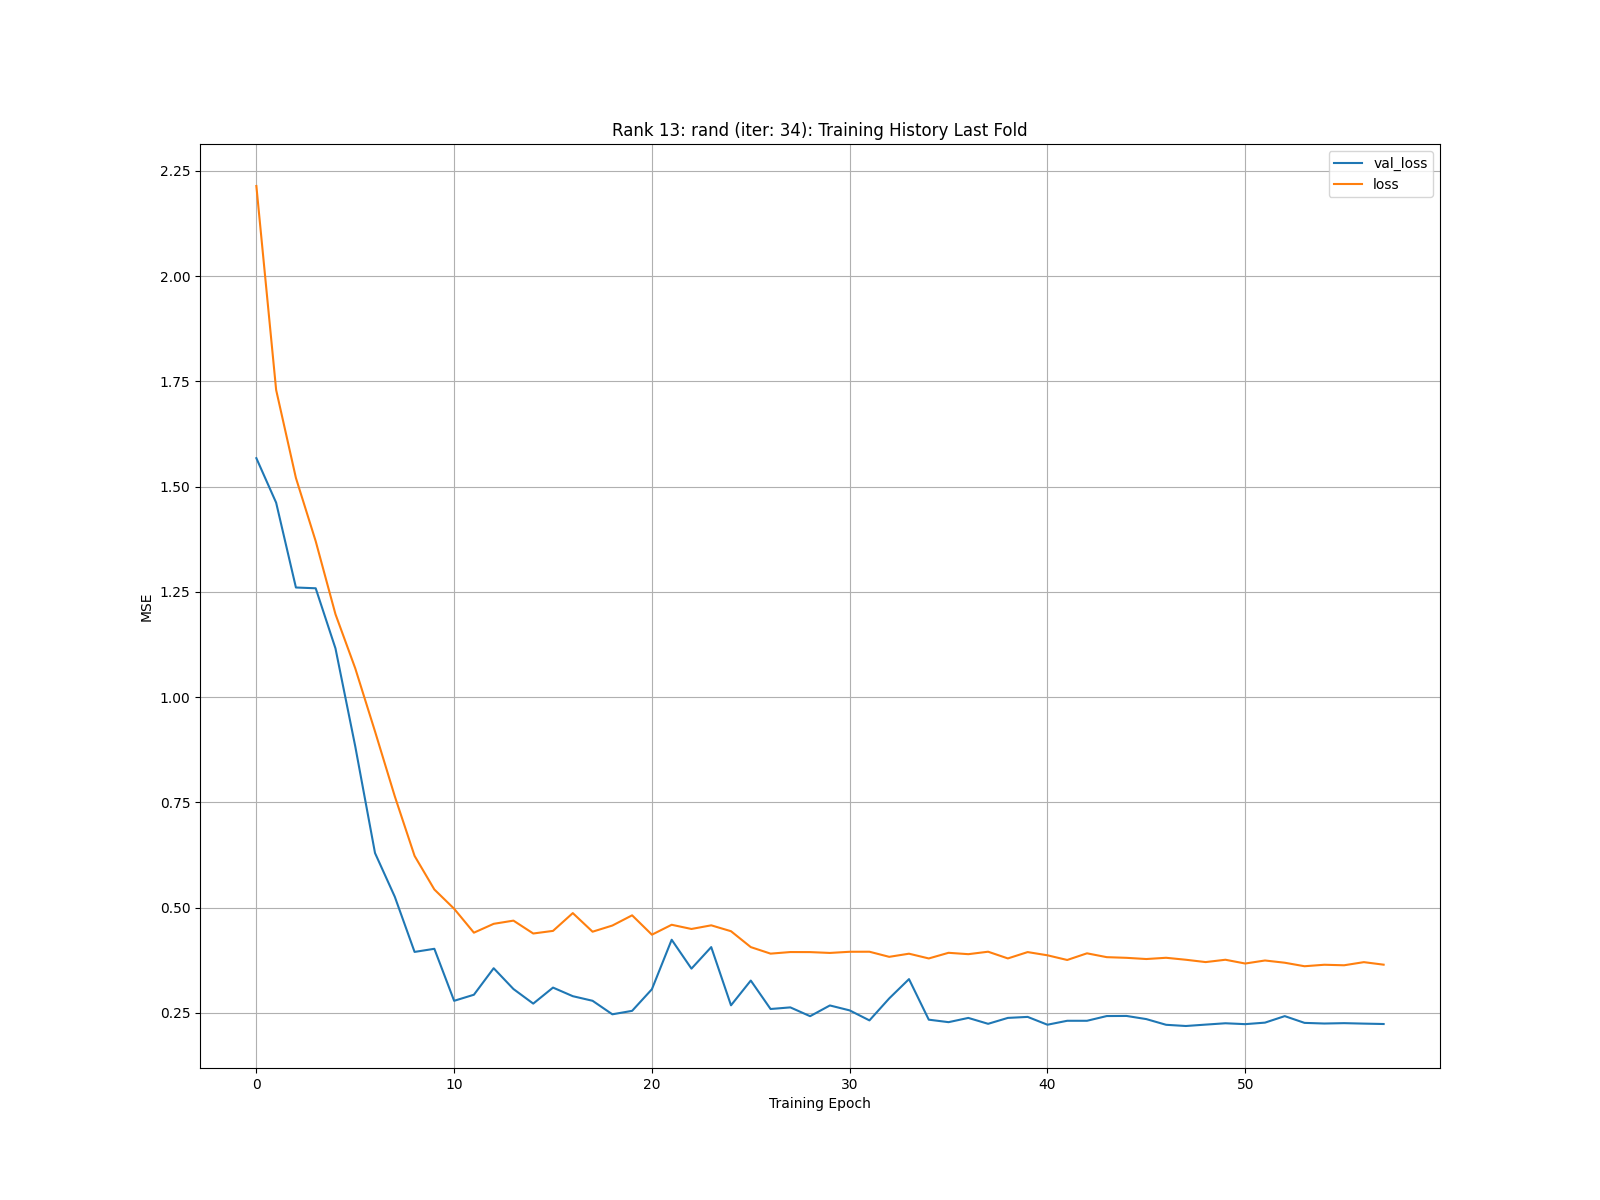 Rank 13: rand (iter: 34): Training History Last Fold
val_loss
loss
2.25
2.00
1.75
1.50
1.25
1.00
0.75
0.50
0.25
MSE
0 10 20 30 40 50
Training Epoch